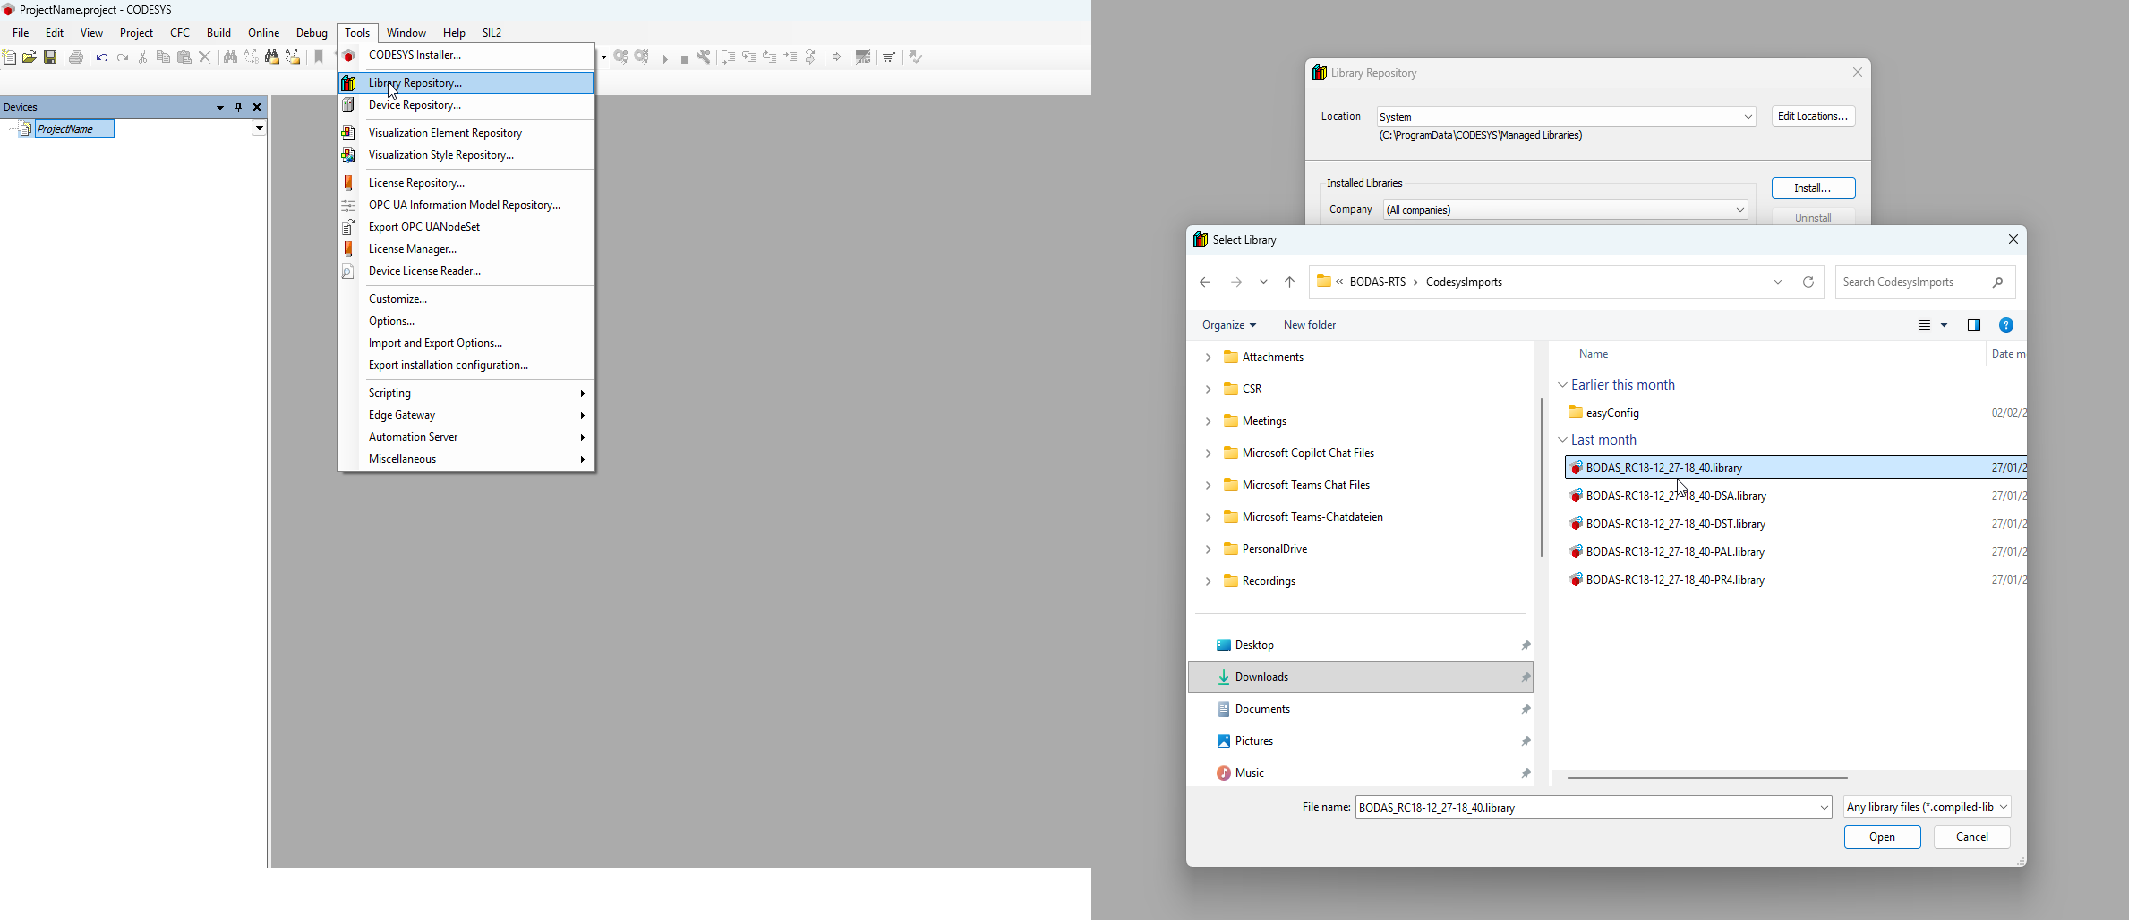 ProjectName.project - CODESYS
File Edit View Project CFC Build Online Debug Tools Window Help SIL2
CODESYS Installer...
Library Repository...
Device Repository...
Visualization Element Repository
Visualization Style Repository...
License Repository...
OPC UA Information Model Repository...
Export OPC UANodeSet
License Manager...
Device License Reader...
Customize...
Options...
Import and Export Options...
Export installation configuration...
Scripting
Edge Gateway
Automation Server
Miscellaneous
Devices
ProjectName
Library Repository
Location System Edit Locations...
(C:\ProgramData\CODESYS\Managed Libraries)
Installed Libraries
Install...
Company (All companies)
Uninstall
Select Library
« BODAS-RTS › CodesysImports
Search CodesysImports
Organize New folder
Attachments
CSR
Meetings
Microsoft Copilot Chat Files
Microsoft Teams Chat Files
Microsoft Teams-Chatdateien
PersonalDrive
Recordings
Desktop
Downloads
Documents
Pictures
Music
Name Date m
Earlier this month
easyConfig 02/02/2
Last month
BODAS_RC18-12_27-18_40.library 27/01/2
BODAS-RC18-12_27-18_40-DSA.library 27/01/2
BODAS-RC18-12_27-18_40-DST.library 27/01/2
BODAS-RC18-12_27-18_40-PAL.library 27/01/2
BODAS-RC18-12_27-18_40-PR4.library 27/01/2
File name: BODAS_RC18-12_27-18_40.library Any library files (*.compiled-lib
Open Cancel